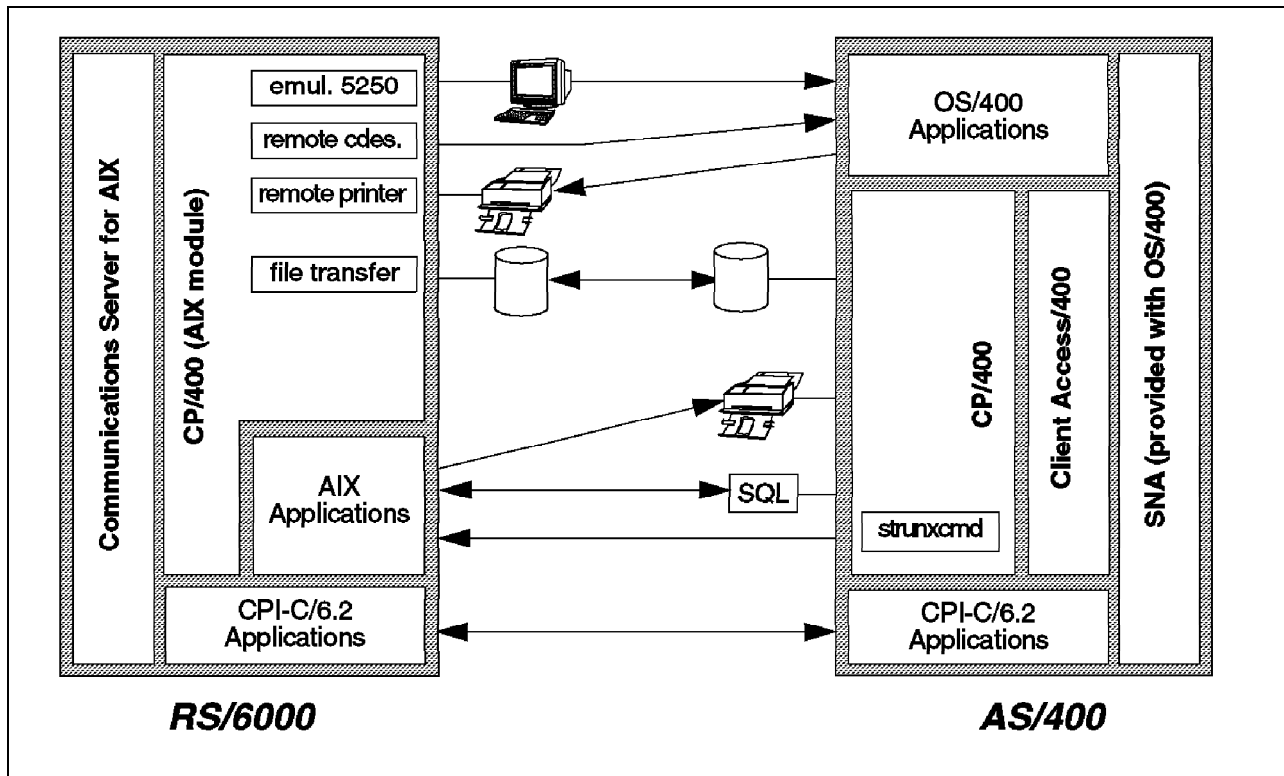 Communications Server for AIX
CP/400 (AIX module)
emul. 5250
remote cdes.
remote printer
file transfer
AIX
Applications
CPI-C/6.2
Applications
SQL
OS/400
Applications
CP/400
Client Access/400
SNA (provided with OS/400)
strunxcmd
CPI-C/6.2
Applications
RS/6000
AS/400